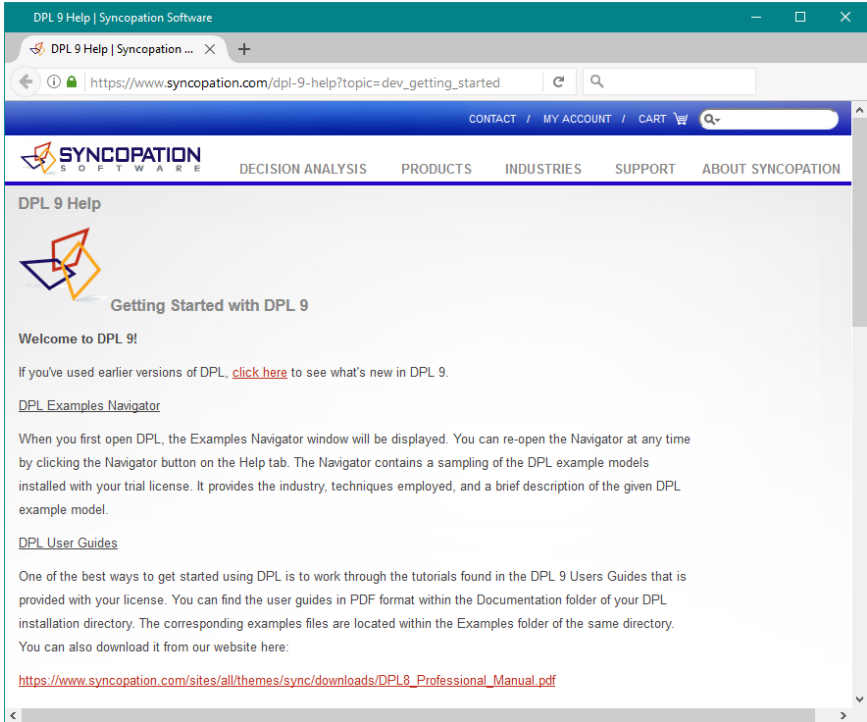 DPL 9 Help | Syncopation Software
DPL 9 Help | Syncopation ...
https://www.syncopation.com/dpl-9-help?topic=dev_getting_started
CONTACT / MY ACCOUNT / CART
SYNCOPATION
SOFTWARE
DECISION ANALYSIS PRODUCTS INDUSTRIES SUPPORT ABOUT SYNCOPATION
DPL 9 Help
Getting Started with DPL 9
Welcome to DPL 9!
If you've used earlier versions of DPL, click here to see what's new in DPL 9.
DPL Examples Navigator
When you first open DPL, the Examples Navigator window will be displayed. You can re-open the Navigator at any time
by clicking the Navigator button on the Help tab. The Navigator contains a sampling of the DPL example models
installed with your trial license. It provides the industry, techniques employed, and a brief description of the given DPL
example model.
DPL User Guides
One of the best ways to get started using DPL is to work through the tutorials found in the DPL 9 Users Guides that is
provided with your license. You can find the user guides in PDF format within the Documentation folder of your DPL
installation directory. The corresponding examples files are located within the Examples folder of the same directory.
You can also download it from our website here:
https://www.syncopation.com/sites/all/themes/sync/downloads/DPL8_Professional_Manual.pdf